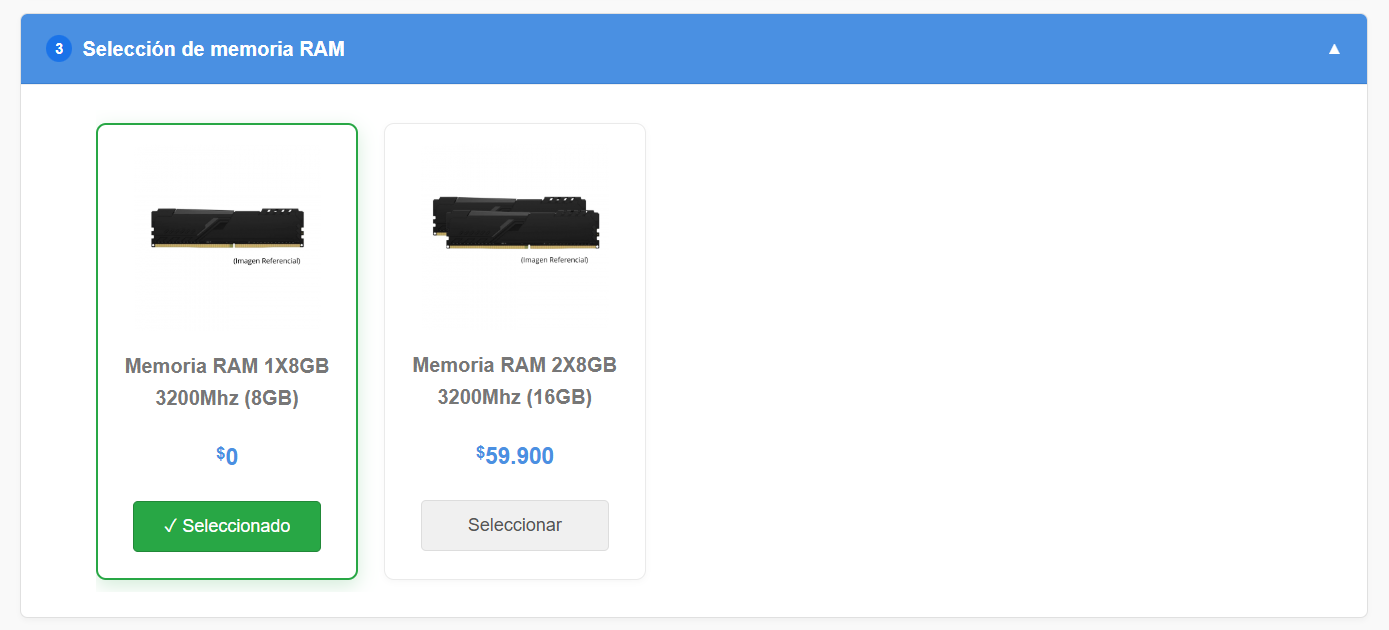 3 Selección de memoria RAM ▲
(Imagen Referencial)
Memoria RAM 1X8GB
3200Mhz (8GB)
$0
✓ Seleccionado
(Imagen Referencial)
Memoria RAM 2X8GB
3200Mhz (16GB)
$59.900
Seleccionar